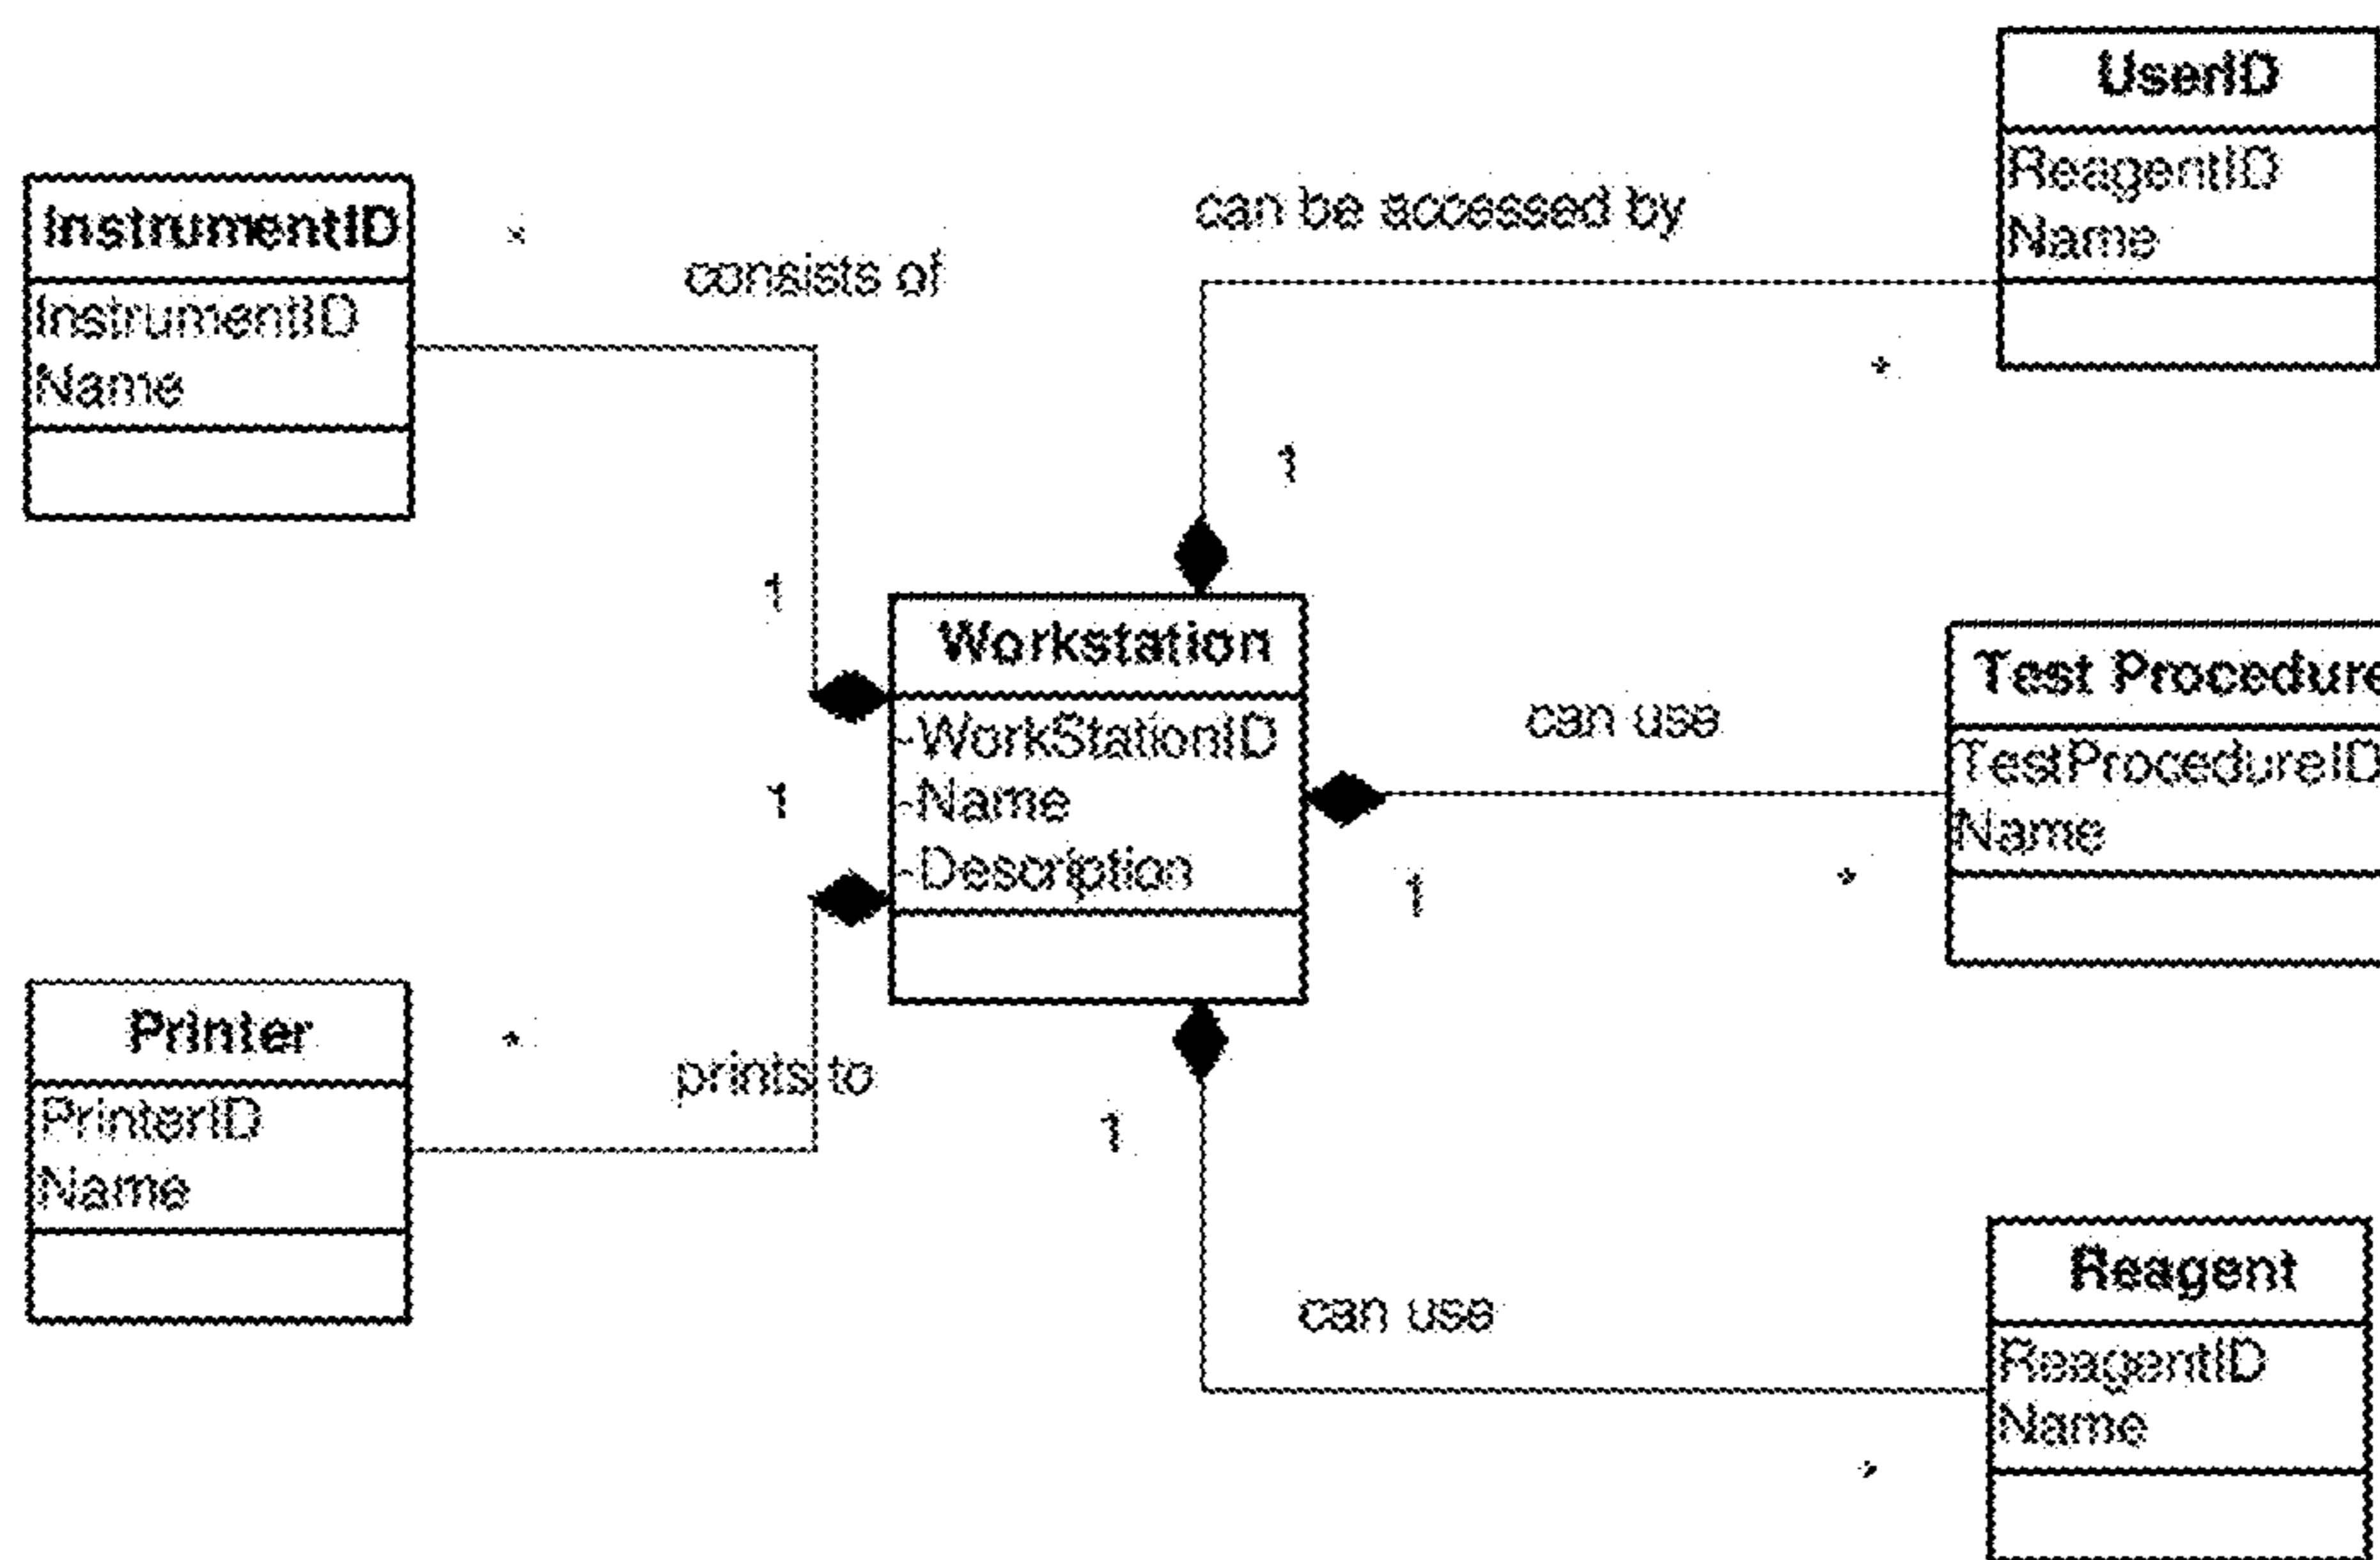 UserID
ReagentID
Name
can be accessed by
*
1
InstrumentID
InstrumentID
Name
*
consists of
1
Workstation
-WorkStationID
-Name
-Description
Test Procedure
TestProcedureID
Name
can use
1
*
1
Printer
PrinterID
Name
*
prints to
1
can use
Reagent
ReagentID
Name
*